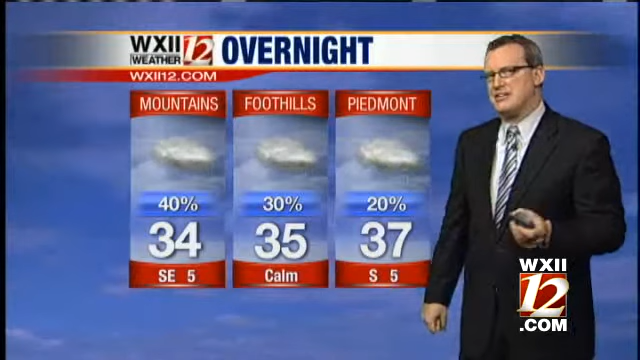 WXII 12 OVERNIGHT
WEATHER
WXII12.COM
MOUNTAINS FOOTHILLS PIEDMONT
40% 30% 20%
34 35 37
SE 5 Calm S 5
WXII
12
.COM